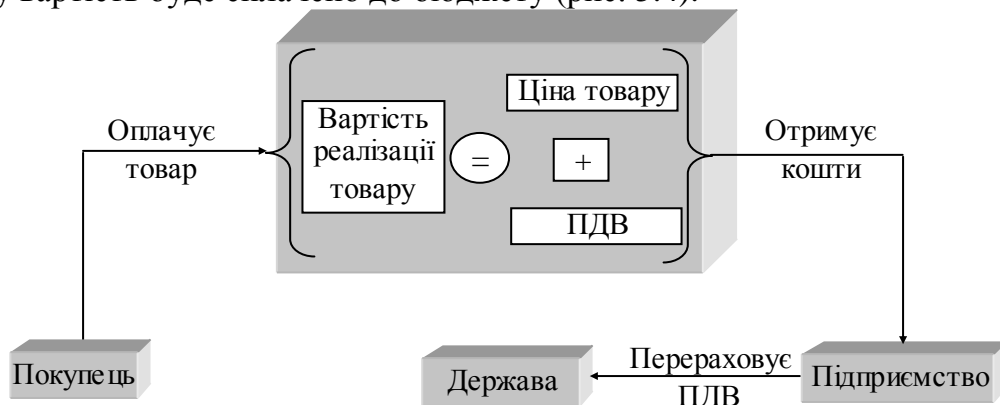 у вартість буде сплачено до бюджету (рис. 3.4).
Ціна товару
Вартість
реалізації
товару
=
+
ПДВ
Оплачує
товар
Отримує
кошти
Покупець
Держава
Перераховує
ПДВ
Підприємство